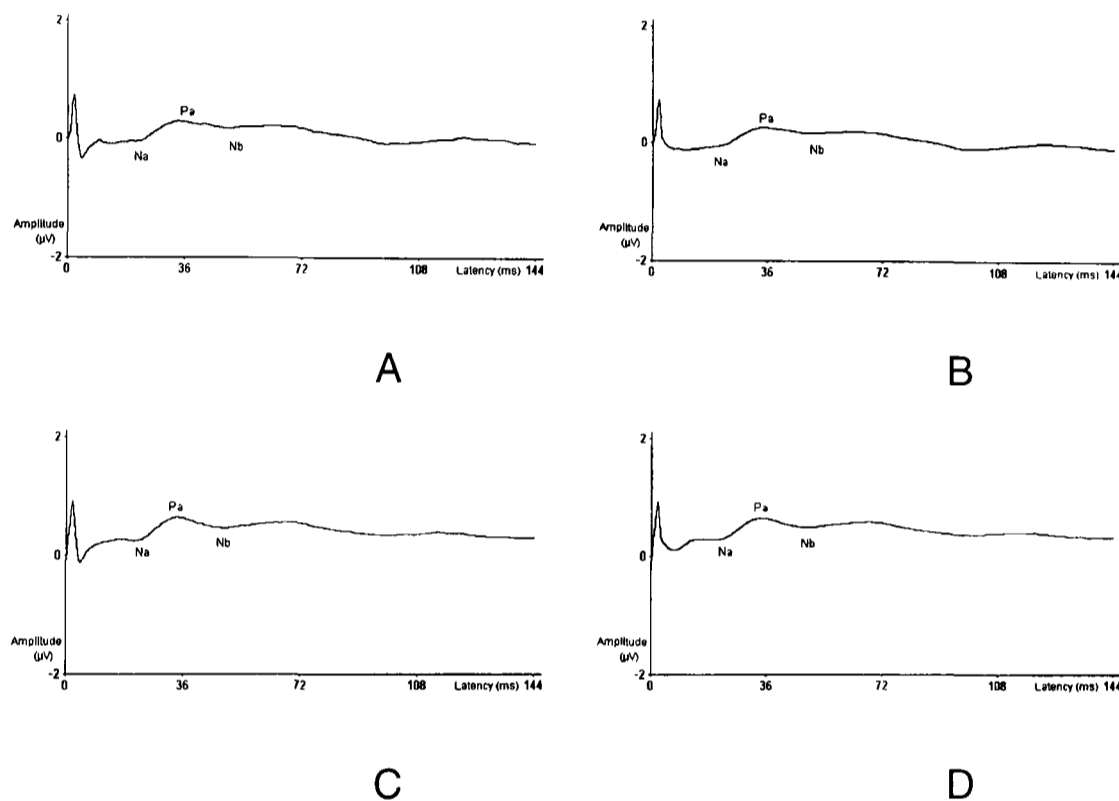 2
Pa
0
Na
Nb
Amplitude
(µV)
-2
0
36
72
108
Latency (ms) 144
A
2
Pa
0
Na
Nb
Amplitude
(µV)
-2
0
36
72
108
Latency (ms) 144
B
2
Pa
0
Na
Nb
Amplitude
(µV)
-2
0
36
72
108
Latency (ms) 144
C
2
Pa
0
Na
Nb
Amplitude
(µV)
-2
0
36
72
108
Latency (ms) 144
D